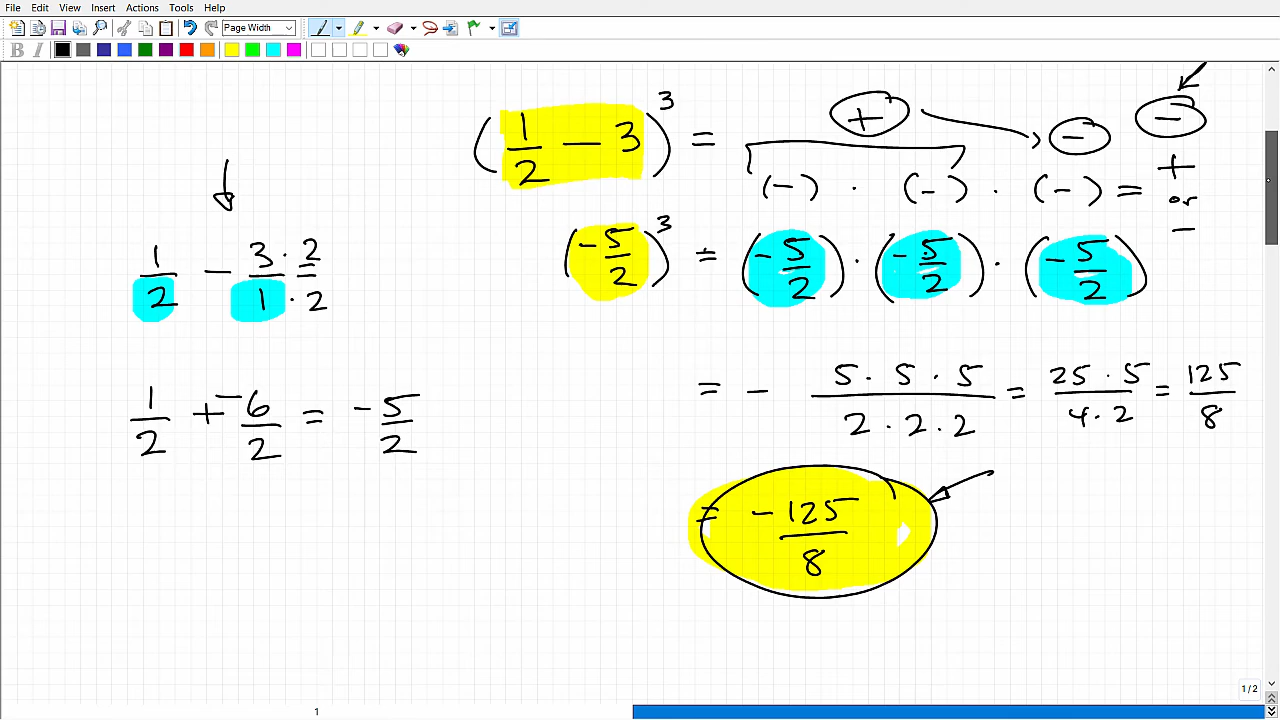 File Edit View Insert Actions Tools Help
Page Width
B I
(1/2 − 3)³ =
+ − −
(−) · (−) · (−) = + or −
(−5/2)³ = (−5/2) · (−5/2) · (−5/2)
1/2 − 3·2/1·2
= − 5·5·5/2·2·2 = 25·5/4·2 = 125/8
1/2 + −6/2 = −5/2
= −125/8
1/2
1